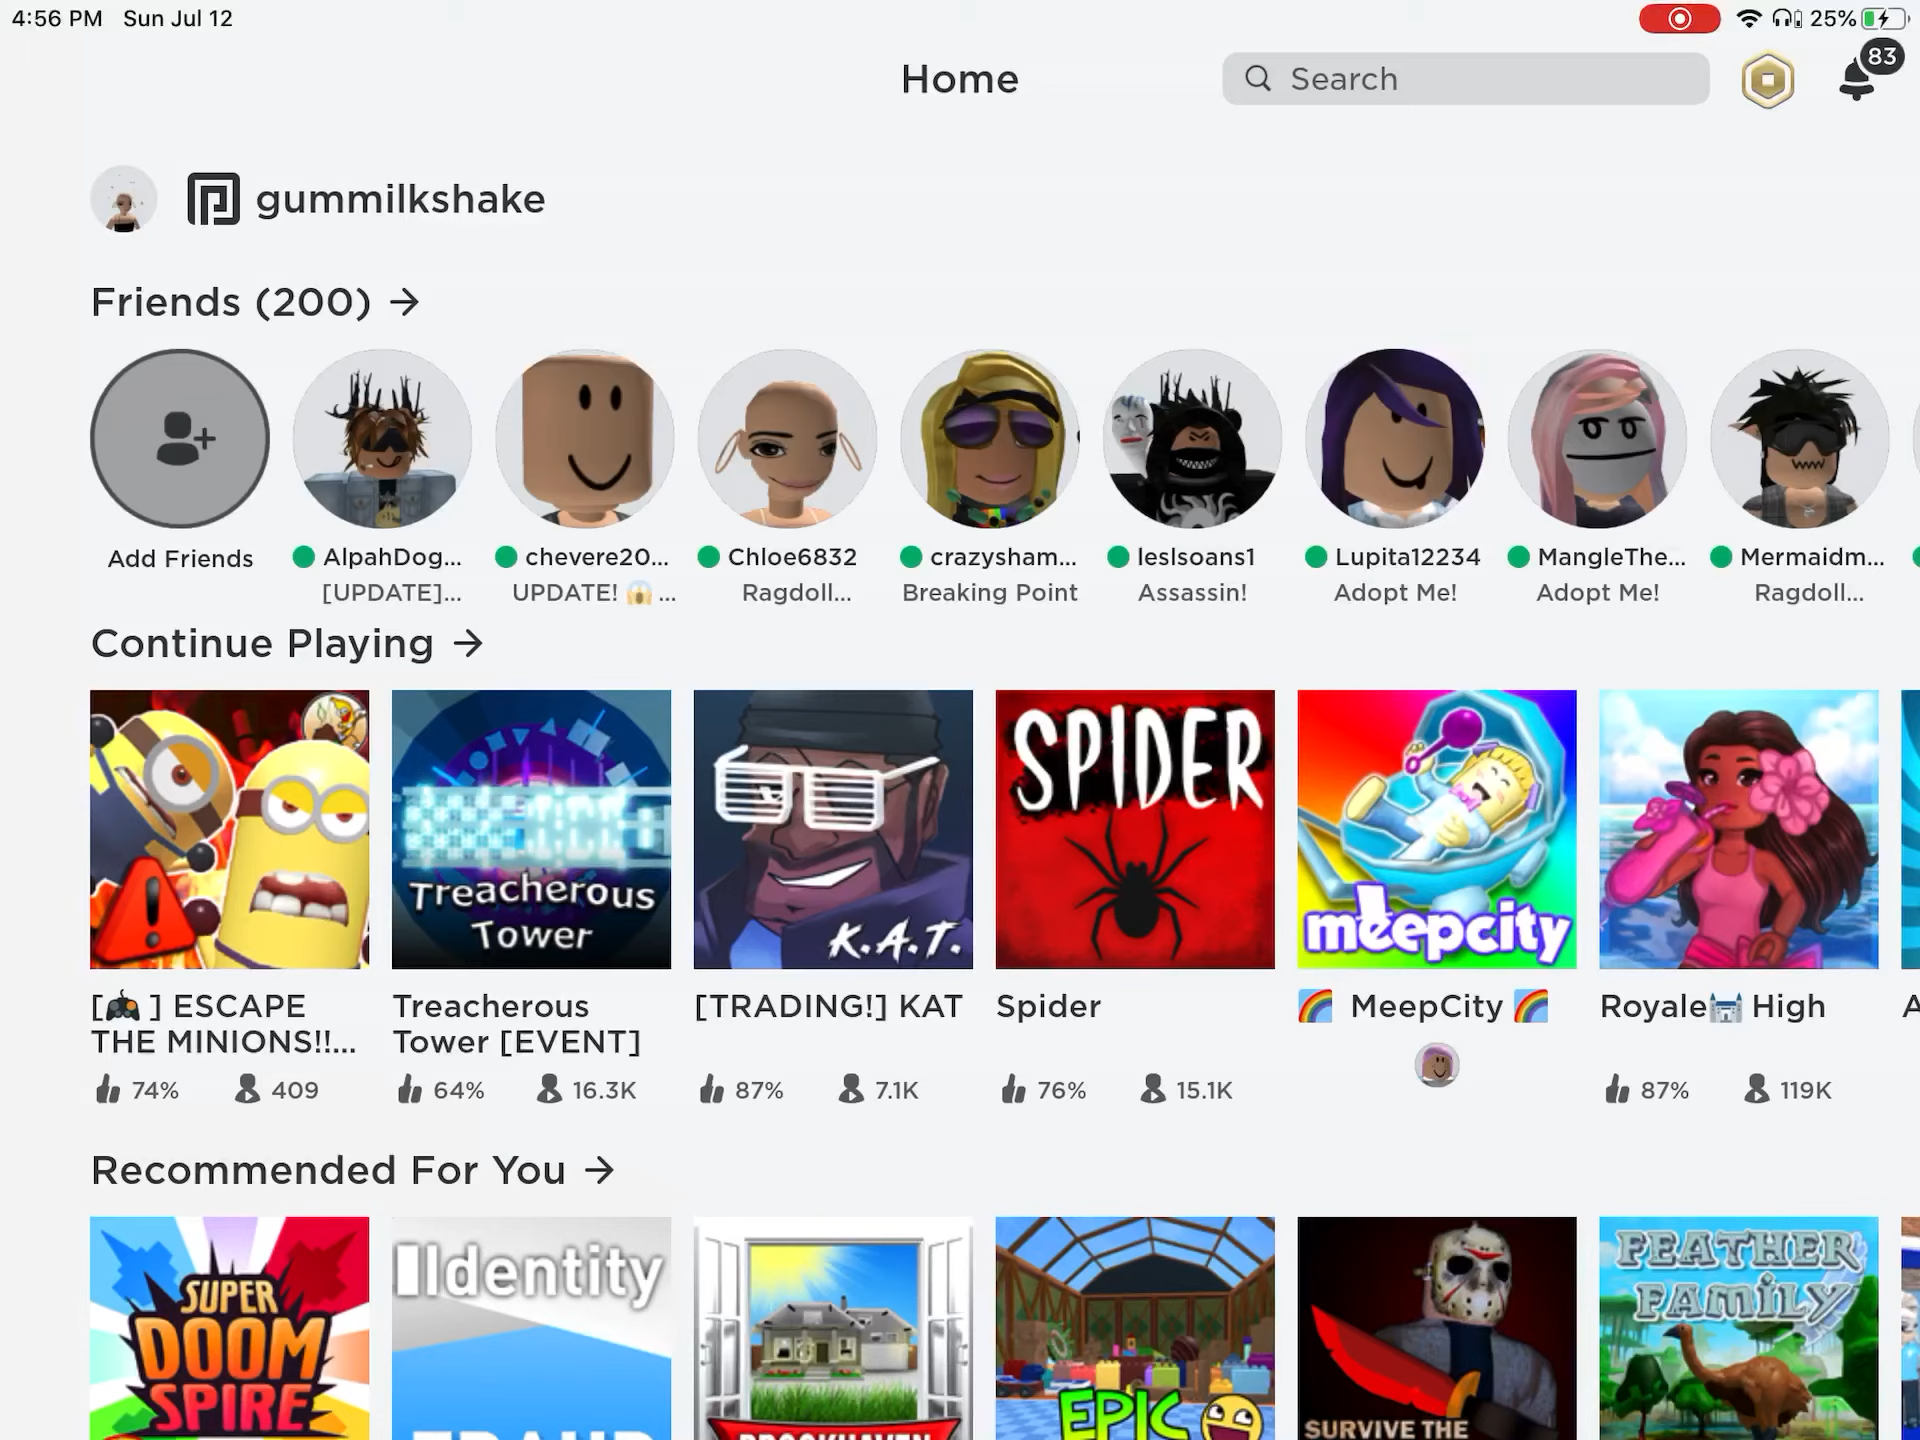 4:56 PM Sun Jul 12
25%
83
Home
Search
gummilkshake
Friends (200) →
Add Friends
AlpahDog...
[UPDATE]...
chevere20...
UPDATE! 😱 ...
Chloe6832
Ragdoll...
crazysham...
Breaking Point
leslsoans1
Assassin!
Lupita12234
Adopt Me!
MangleThe...
Adopt Me!
Mermaidm...
Ragdoll...
Continue Playing →
Treacherous
Tower
K.A.T.
SPIDER
meepcity
[🎮 ] ESCAPE
THE MINIONS!!...
74% 409
Treacherous
Tower [EVENT]
64% 16.3K
[TRADING!] KAT
87% 7.1K
Spider
76% 15.1K
🌈 MeepCity 🌈
Royale🏰 High
87% 119K
A
Recommended For You →
SUPER
DOOM
SPIRE
Identity
FRAUD
BROOKHAVEN
EPIC
SURVIVE THE
FEATHER
FAMILY